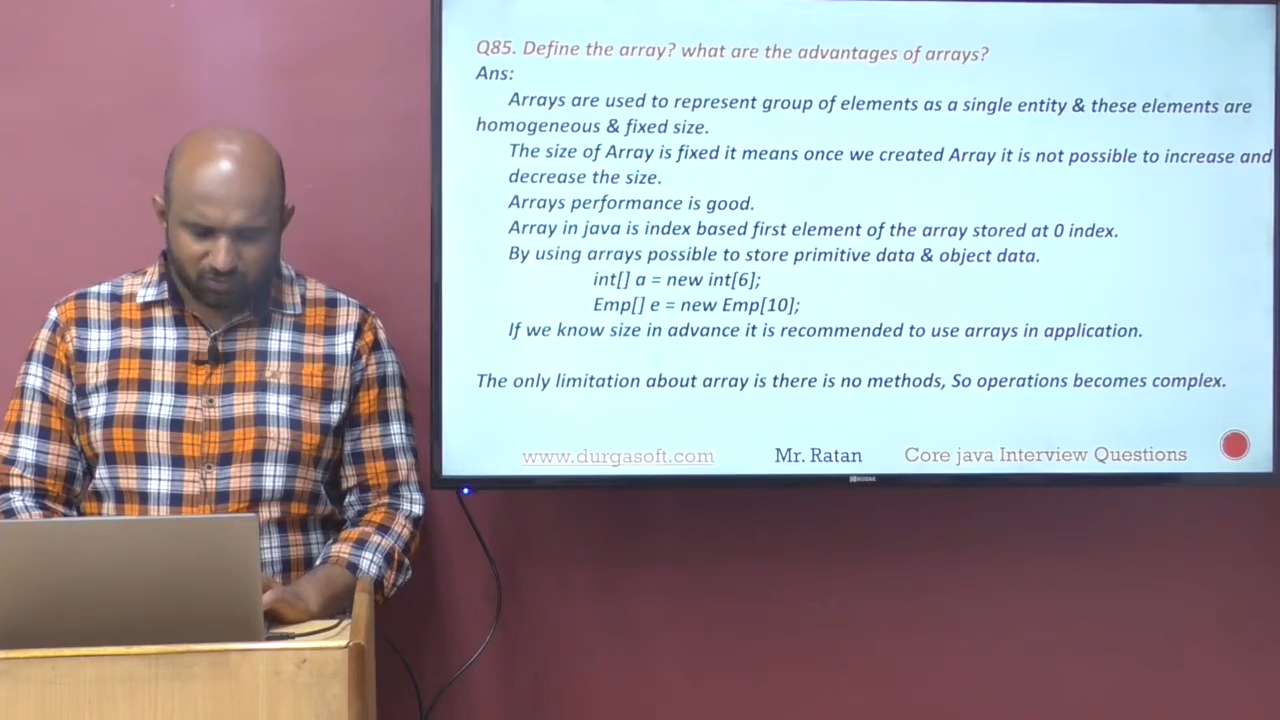 Q85. Define the array? what are the advantages of arrays?
Ans:
Arrays are used to represent group of elements as a single entity & these elements are
homogeneous & fixed size.
The size of Array is fixed it means once we created Array it is not possible to increase and
decrease the size.
Arrays performance is good.
Array in java is index based first element of the array stored at 0 index.
By using arrays possible to store primitive data & object data.
int[] a = new int[6];
Emp[] e = new Emp[10];
If we know size in advance it is recommended to use arrays in application.
The only limitation about array is there is no methods, So operations becomes complex.
www.durgasoft.com Mr. Ratan Core java Interview Questions
KODAK